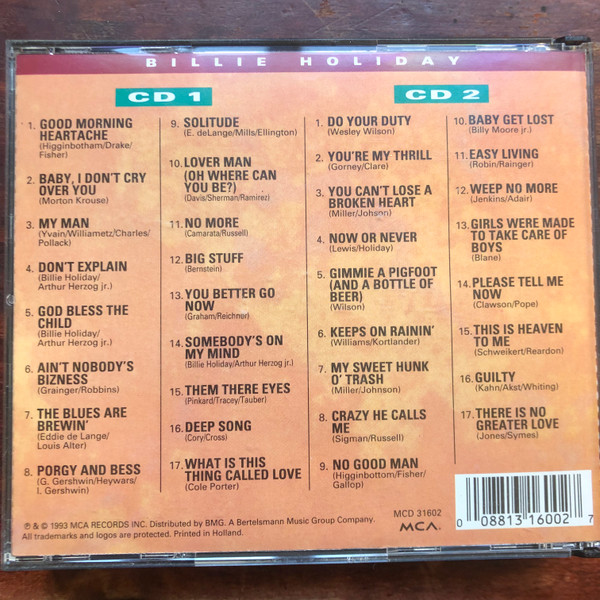 BILLIE HOLIDAY
CD 1
1. GOOD MORNING
HEARTACHE
(Higginbotham/Drake/
Fisher)
2. BABY, I DON'T CRY
OVER YOU
(Morton Krouse)
3. MY MAN
(Yvain/Williametz/Charles/
Pollack)
4. DON'T EXPLAIN
(Billie Holiday/
Arthur Herzog jr.)
5. GOD BLESS THE
CHILD
(Billie Holiday/
Arthur Herzog jr.)
6. AIN'T NOBODY'S
BIZNESS
(Grainger/Robbins)
7. THE BLUES ARE
BREWIN'
(Eddie de Lange/
Louis Alter)
8. PORGY AND BESS
(G. Gershwin/Heywars/
I. Gershwin)
9. SOLITUDE
(E. deLange/Mills/Ellington)
10. LOVER MAN
(OH WHERE CAN
YOU BE?)
(Davis/Sherman/Ramirez)
11. NO MORE
(Camarata/Russell)
12. BIG STUFF
(Bernstein)
13. YOU BETTER GO
NOW
(Graham/Reichner)
14. SOMEBODY'S ON
MY MIND
(Billie Holiday/Arthur Herzog jr.)
15. THEM THERE EYES
(Pinkard/Tracey/Tauber)
16. DEEP SONG
(Cory/Cross)
17. WHAT IS THIS
THING CALLED LOVE
(Cole Porter)
CD 2
1. DO YOUR DUTY
(Wesley Wilson)
2. YOU'RE MY THRILL
(Gorney/Clare)
3. YOU CAN'T LOSE A
BROKEN HEART
(Miller/Johson)
4. NOW OR NEVER
(Lewis/Holiday)
5. GIMMIE A PIGFOOT
(AND A BOTTLE OF
BEER)
(Wilson)
6. KEEPS ON RAININ'
(Williams/Kortlander)
7. MY SWEET HUNK
O' TRASH
(Miller/Johnson)
8. CRAZY HE CALLS
ME
(Sigman/Russell)
9. NO GOOD MAN
(Higginbottom/Fisher/
Gallop)
10. BABY GET LOST
(Billy Moore jr.)
11. EASY LIVING
(Robin/Rainger)
12. WEEP NO MORE
(Jenkins/Adair)
13. GIRLS WERE MADE
TO TAKE CARE OF
BOYS
(Blane)
14. PLEASE TELL ME
NOW
(Clawson/Pope)
15. THIS IS HEAVEN
TO ME
(Schweikert/Reardon)
16. GUILTY
(Kahn/Akst/Whiting)
17. THERE IS NO
GREATER LOVE
(Jones/Symes)
℗ & © 1993 MCA RECORDS INC. Distributed by BMG. A Bertelsmann Music Group Company.
All trademarks and logos are protected. Printed in Holland.
MCD 31602
MCA
0 08813 16002 7